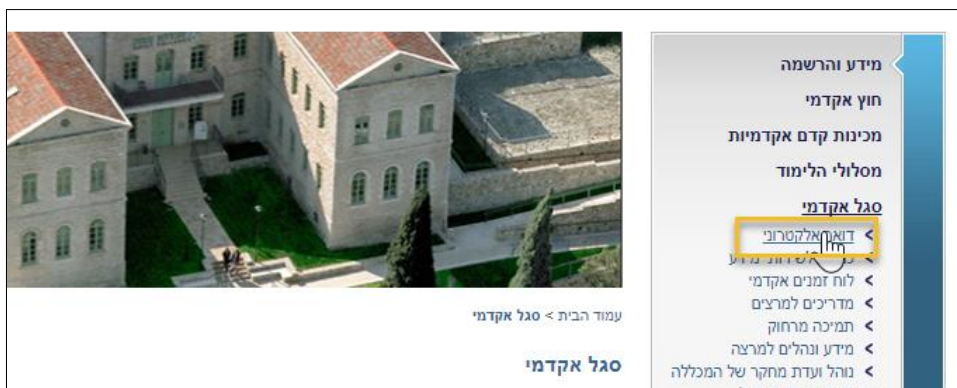 מידע והרשמה
חוץ אקדמי
מכינות קדם אקדמיות
מסלולי הלימוד
סגל אקדמי
דואר אלקטרוני
לוח זמנים אקדמי
מדריכים למרצים
תמיכה מרחוק
מידע ונהלים למרצה
נוהל ועדת מחקר של המכללה
עמוד הבית > סגל אקדמי
סגל אקדמי